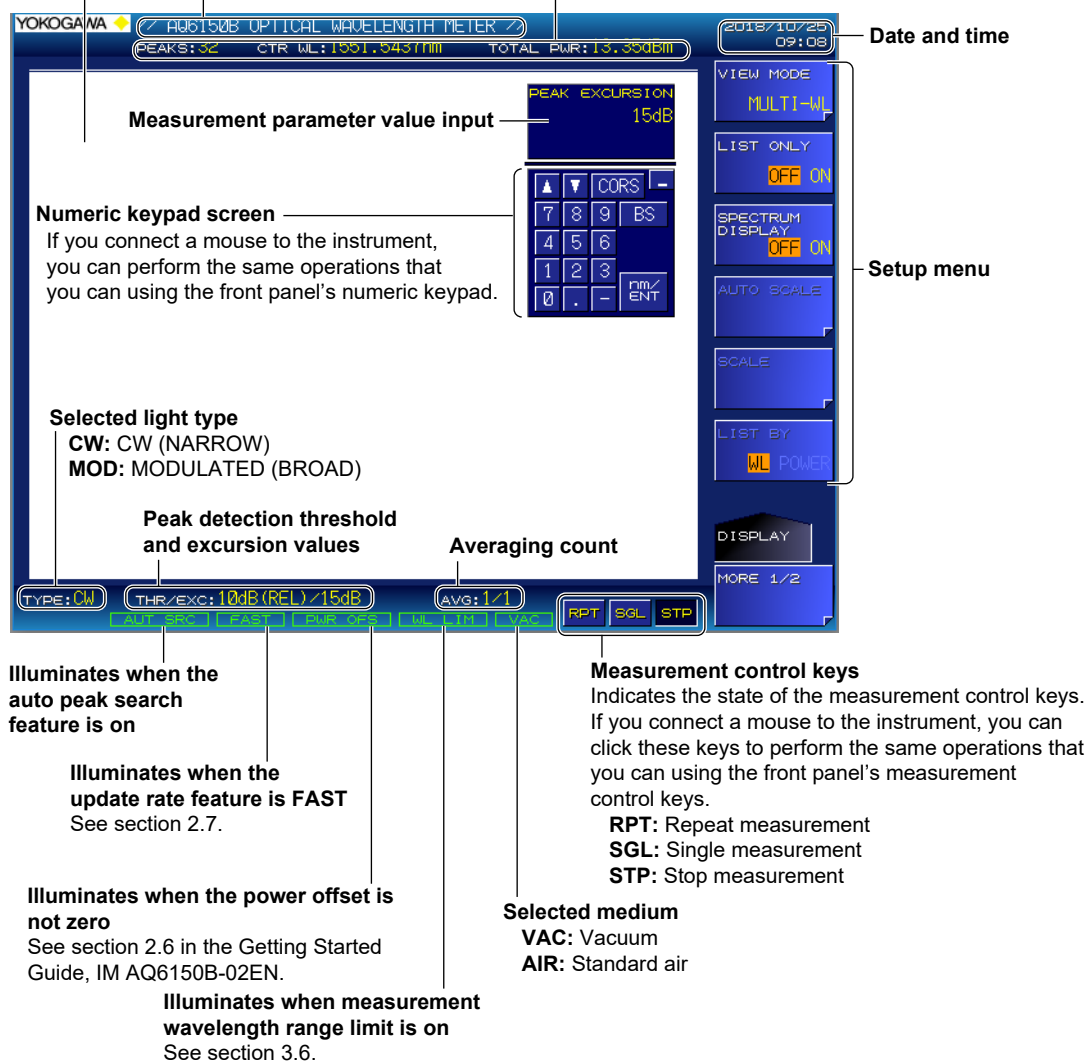 YOKOGAWA
// AQ6150B OPTICAL WAVELENGTH METER //
2018/10/25
09:08
Date and time
PEAKS:32 CTR WL:1551.5437nm TOTAL PWR:13.35dBm
VIEW MODE
MULTI-WL
PEAK EXCURSION
15dB
Measurement parameter value input
LIST ONLY
OFF ON
▲ ▼ CORS –
7 8 9 BS
4 5 6
1 2 3
0 . – nm/ENT
Numeric keypad screen
If you connect a mouse to the instrument,
you can perform the same operations that
you can using the front panel's numeric keypad.
SPECTRUM
DISPLAY
OFF ON
Setup menu
AUTO SCALE
SCALE
LIST BY
WL POWER
Selected light type
CW: CW (NARROW)
MOD: MODULATED (BROAD)
Peak detection threshold
and excursion values
Averaging count
DISPLAY
MORE 1/2
TYPE:CW THR/EXC:10dB(REL)/15dB AVG:1/1
AUT SRC FAST PWR OFS WL LIM VAC
RPT SGL STP
Illuminates when the
auto peak search
feature is on
Illuminates when the
update rate feature is FAST
See section 2.7.
Illuminates when the power offset is
not zero
See section 2.6 in the Getting Started
Guide, IM AQ6150B-02EN.
Illuminates when measurement
wavelength range limit is on
See section 3.6.
Selected medium
VAC: Vacuum
AIR: Standard air
Measurement control keys
Indicates the state of the measurement control keys.
If you connect a mouse to the instrument, you can
click these keys to perform the same operations that
you can using the front panel's measurement
control keys.
RPT: Repeat measurement
SGL: Single measurement
STP: Stop measurement